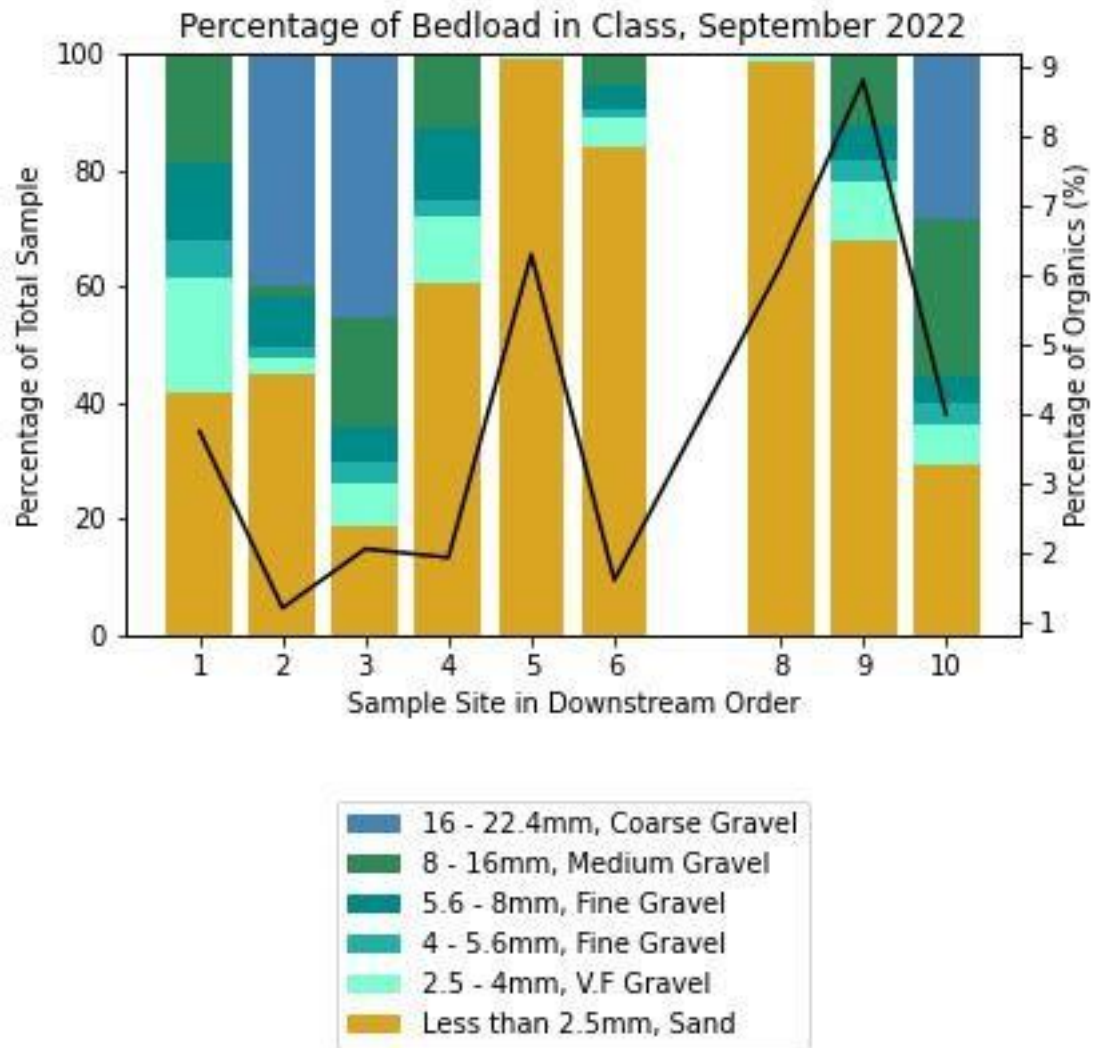 Percentage of Bedload in Class, September 2022
Percentage of Total Sample
100
80
60
40
20
0
9
8
7
6
5
4
3
2
1
Percentage of Organics (%)
1 2 3 4 5 6 8 9 10
Sample Site in Downstream Order
16 - 22.4mm, Coarse Gravel
8 - 16mm, Medium Gravel
5.6 - 8mm, Fine Gravel
4 - 5.6mm, Fine Gravel
2.5 - 4mm, V.F Gravel
Less than 2.5mm, Sand